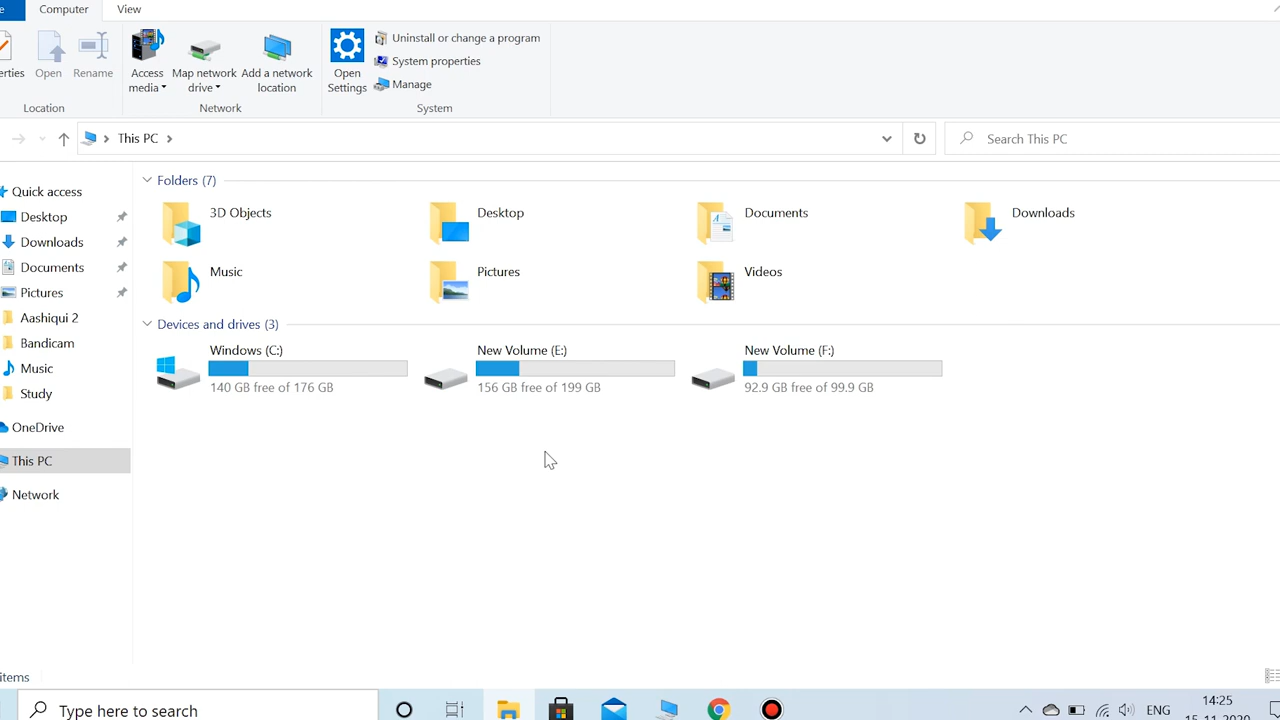 Computer View
Open Rename Access media Map network drive Add a network location Open Settings Uninstall or change a program
System properties
Manage
Location Network System
This PC Search This PC
Quick access
Desktop
Downloads
Documents
Pictures
Aashiqui 2
Bandicam
Music
Study
OneDrive
This PC
Network
Folders (7)
3D Objects Desktop Documents Downloads
Music Pictures Videos
Devices and drives (3)
Windows (C:) New Volume (E:) New Volume (F:)
140 GB free of 176 GB 156 GB free of 199 GB 92.9 GB free of 99.9 GB
items
Type here to search ENG 14:25
15-11-2020